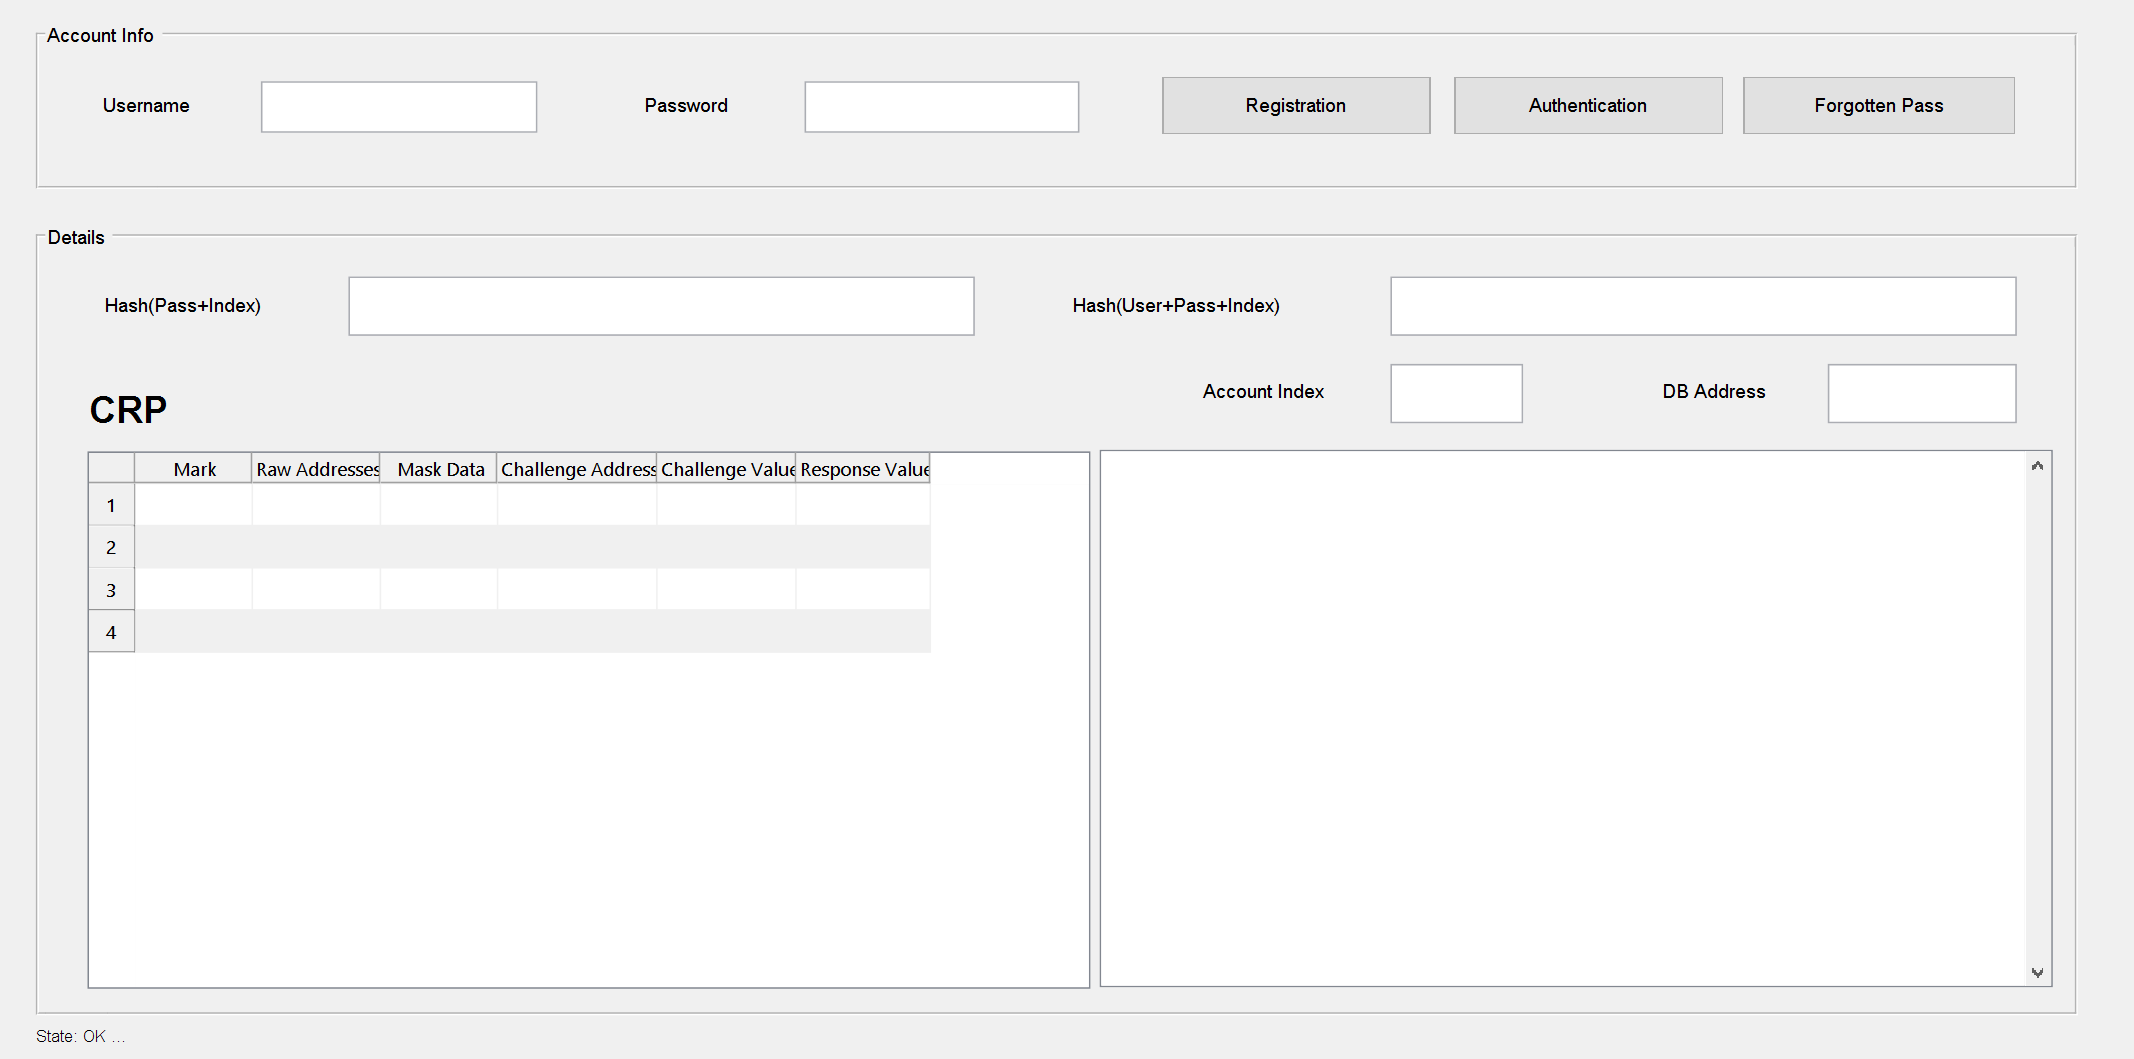 Account Info
Username Password Registration Authentication Forgotten Pass
Details
Hash(Pass+Index) Hash(User+Pass+Index)
Account Index DB Address
CRP
Mark Raw Addresses Mask Data Challenge Address Challenge Value Response Value
1
2
3
4
State: OK ...